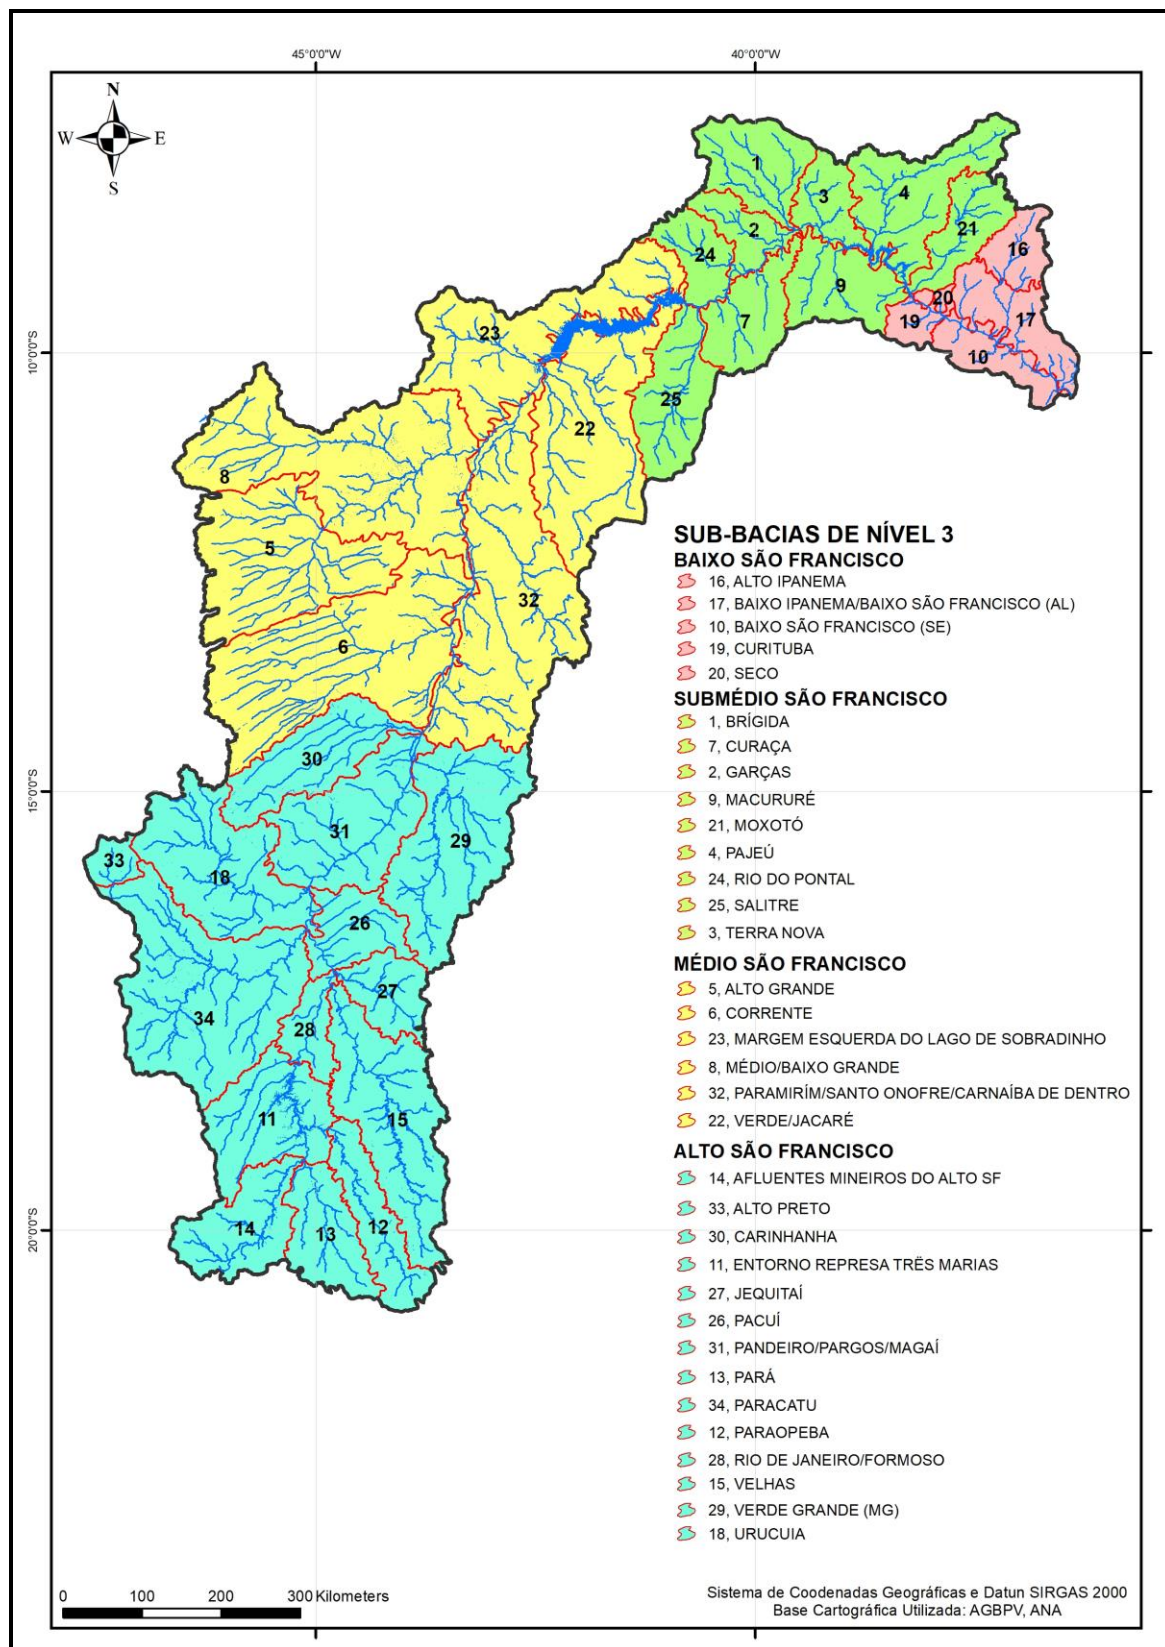 45°0'0"W
40°0'0"W
N
W
E
S
1
3
4
2
21
24
16
9
20
7
19
17
23
10
25
22
8
5
32
6
30
31
29
33
18
26
27
34
28
11
15
14
13
12
10°0'0"S
15°0'0"S
20°0'0"S
SUB-BACIAS DE NÍVEL 3
BAIXO SÃO FRANCISCO
16, ALTO IPANEMA
17, BAIXO IPANEMA/BAIXO SÃO FRANCISCO (AL)
10, BAIXO SÃO FRANCISCO (SE)
19, CURITUBA
20, SECO
SUBMÉDIO SÃO FRANCISCO
1, BRÍGIDA
7, CURAÇA
2, GARÇAS
9, MACURURÉ
21, MOXOTÓ
4, PAJEÚ
24, RIO DO PONTAL
25, SALITRE
3, TERRA NOVA
MÉDIO SÃO FRANCISCO
5, ALTO GRANDE
6, CORRENTE
23, MARGEM ESQUERDA DO LAGO DE SOBRADINHO
8, MÉDIO/BAIXO GRANDE
32, PARAMIRÍM/SANTO ONOFRE/CARNAÍBA DE DENTRO
22, VERDE/JACARÉ
ALTO SÃO FRANCISCO
14, AFLUENTES MINEIROS DO ALTO SF
33, ALTO PRETO
30, CARINHANHA
11, ENTORNO REPRESA TRÊS MARIAS
27, JEQUITAÍ
26, PACUÍ
31, PANDEIRO/PARGOS/MAGAÍ
13, PARÁ
34, PARACATU
12, PARAOPEBA
28, RIO DE JANEIRO/FORMOSO
15, VELHAS
29, VERDE GRANDE (MG)
18, URUCUIA
0 100 200 300 Kilometers
Sistema de Coodenadas Geográficas e Datun SIRGAS 2000
Base Cartográfica Utilizada: AGBPV, ANA